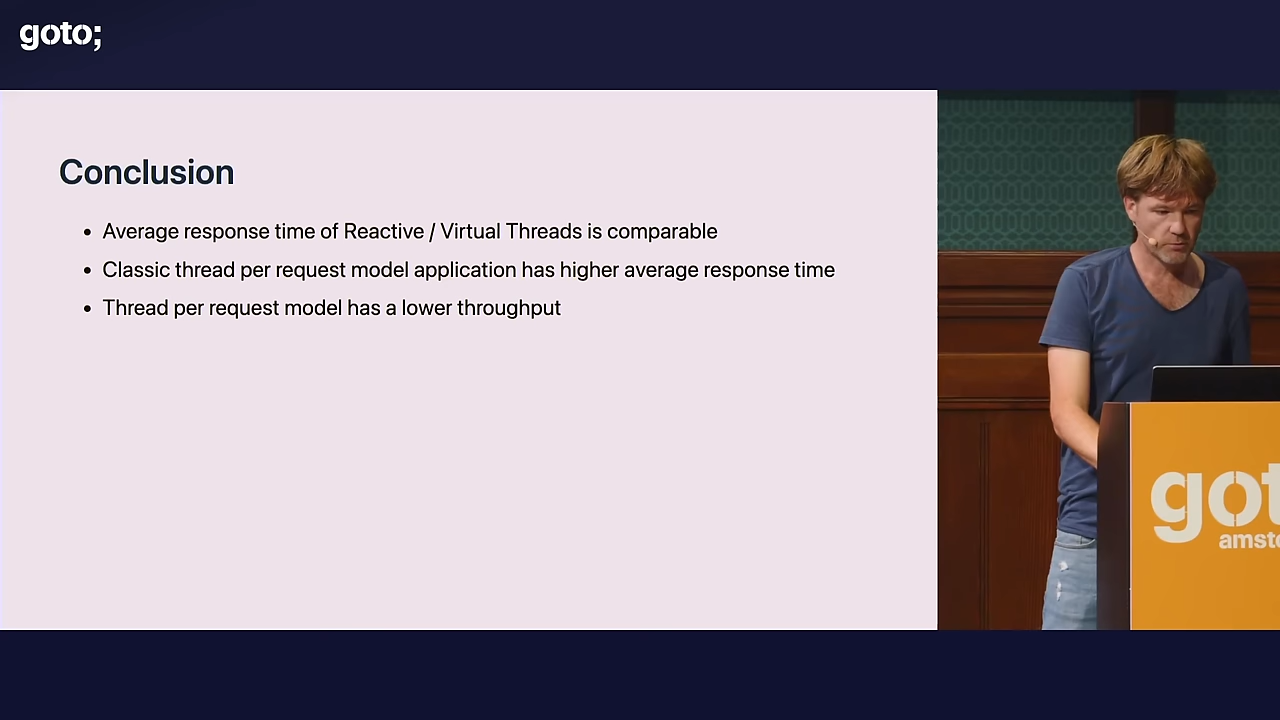 goto;
Conclusion
• Average response time of Reactive / Virtual Threads is comparable
• Classic thread per request model application has higher average response time
• Thread per request model has a lower throughput
got
amst